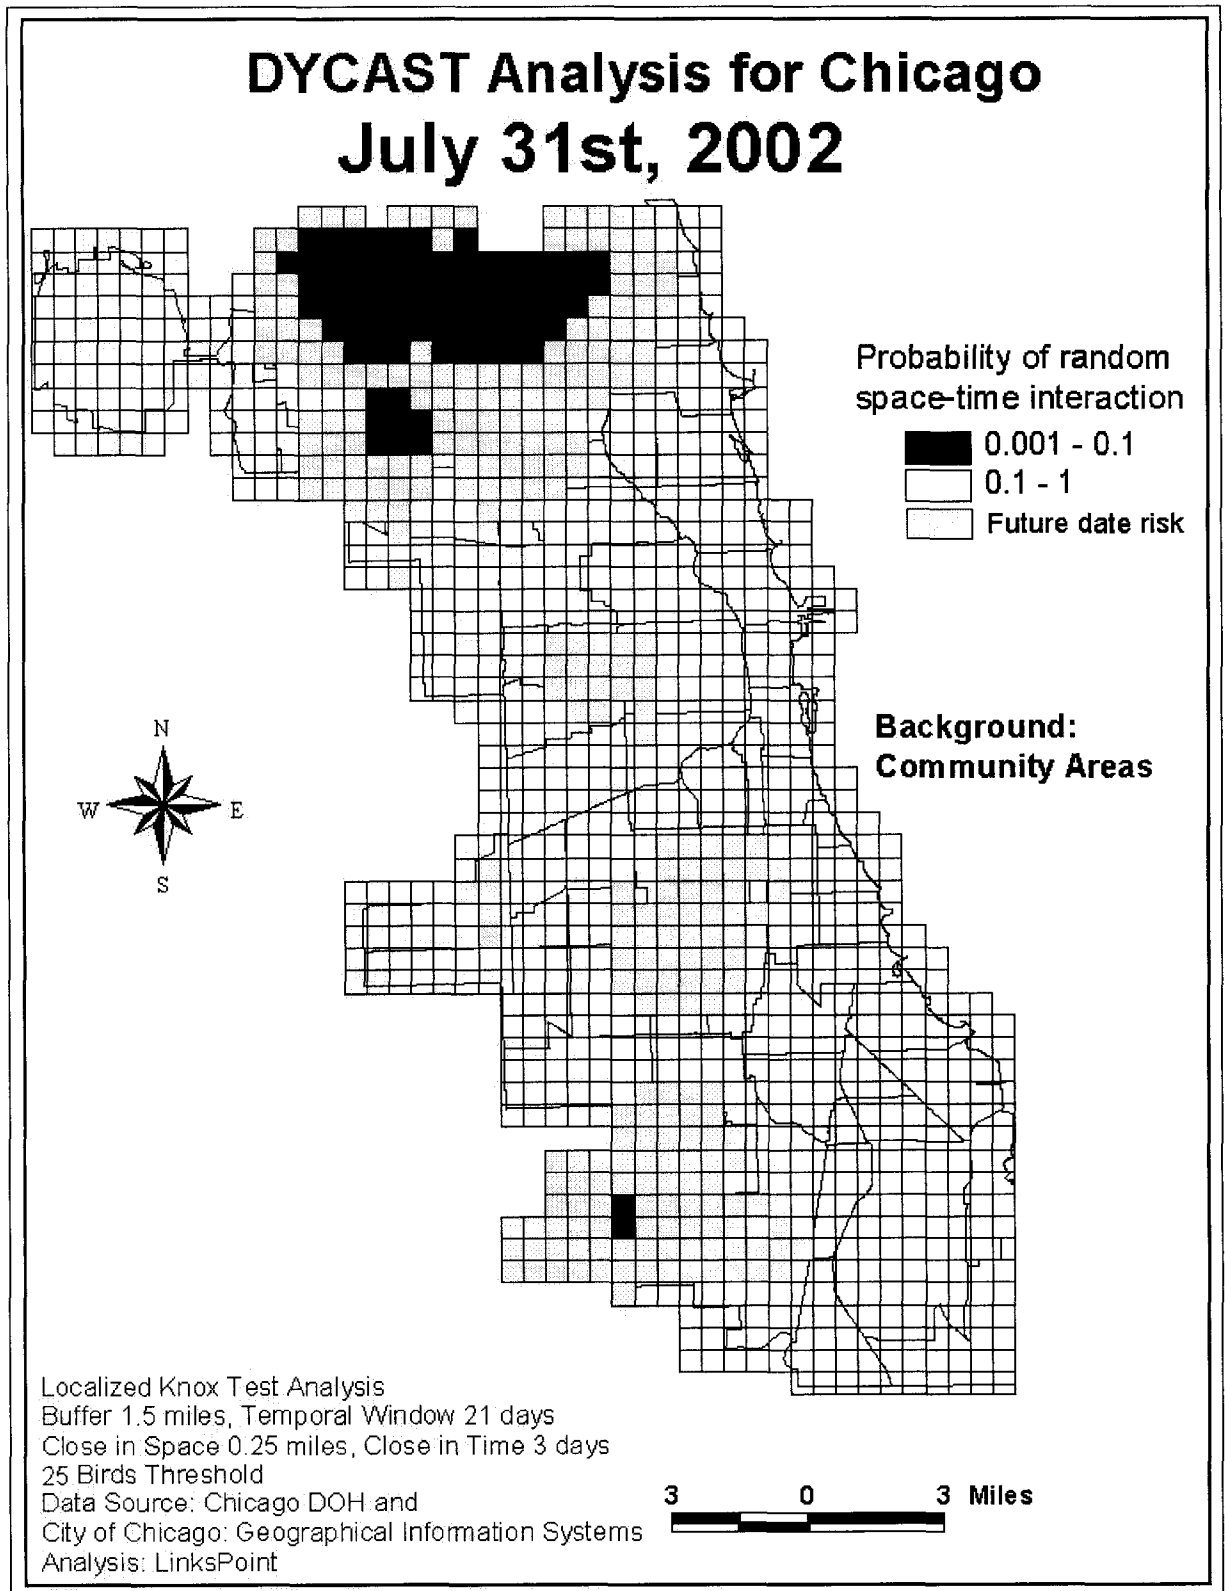 DYCAST Analysis for Chicago
July 31st, 2002
Probability of random
space-time interaction
0.001 - 0.1
0.1 - 1
Future date risk
Background:
Community Areas
N
W E
S
Localized Knox Test Analysis
Buffer 1.5 miles, Temporal Window 21 days
Close in Space 0.25 miles, Close in Time 3 days
25 Birds Threshold
Data Source: Chicago DOH and
City of Chicago: Geographical Information Systems
Analysis: LinksPoint
3 0 3 Miles